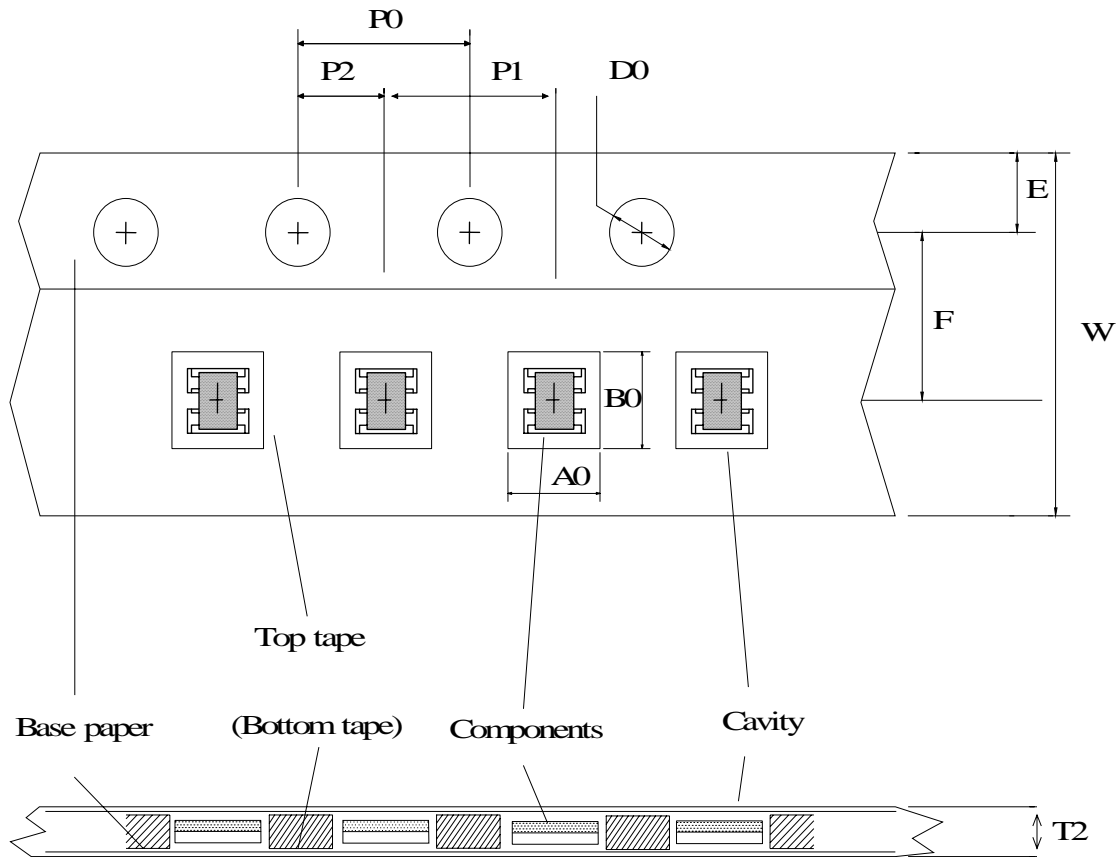 P0
P2
P1
D0
E
F
W
B0
A0
Top tape
Base paper
(Bottom tape)
Components
Cavity
T2